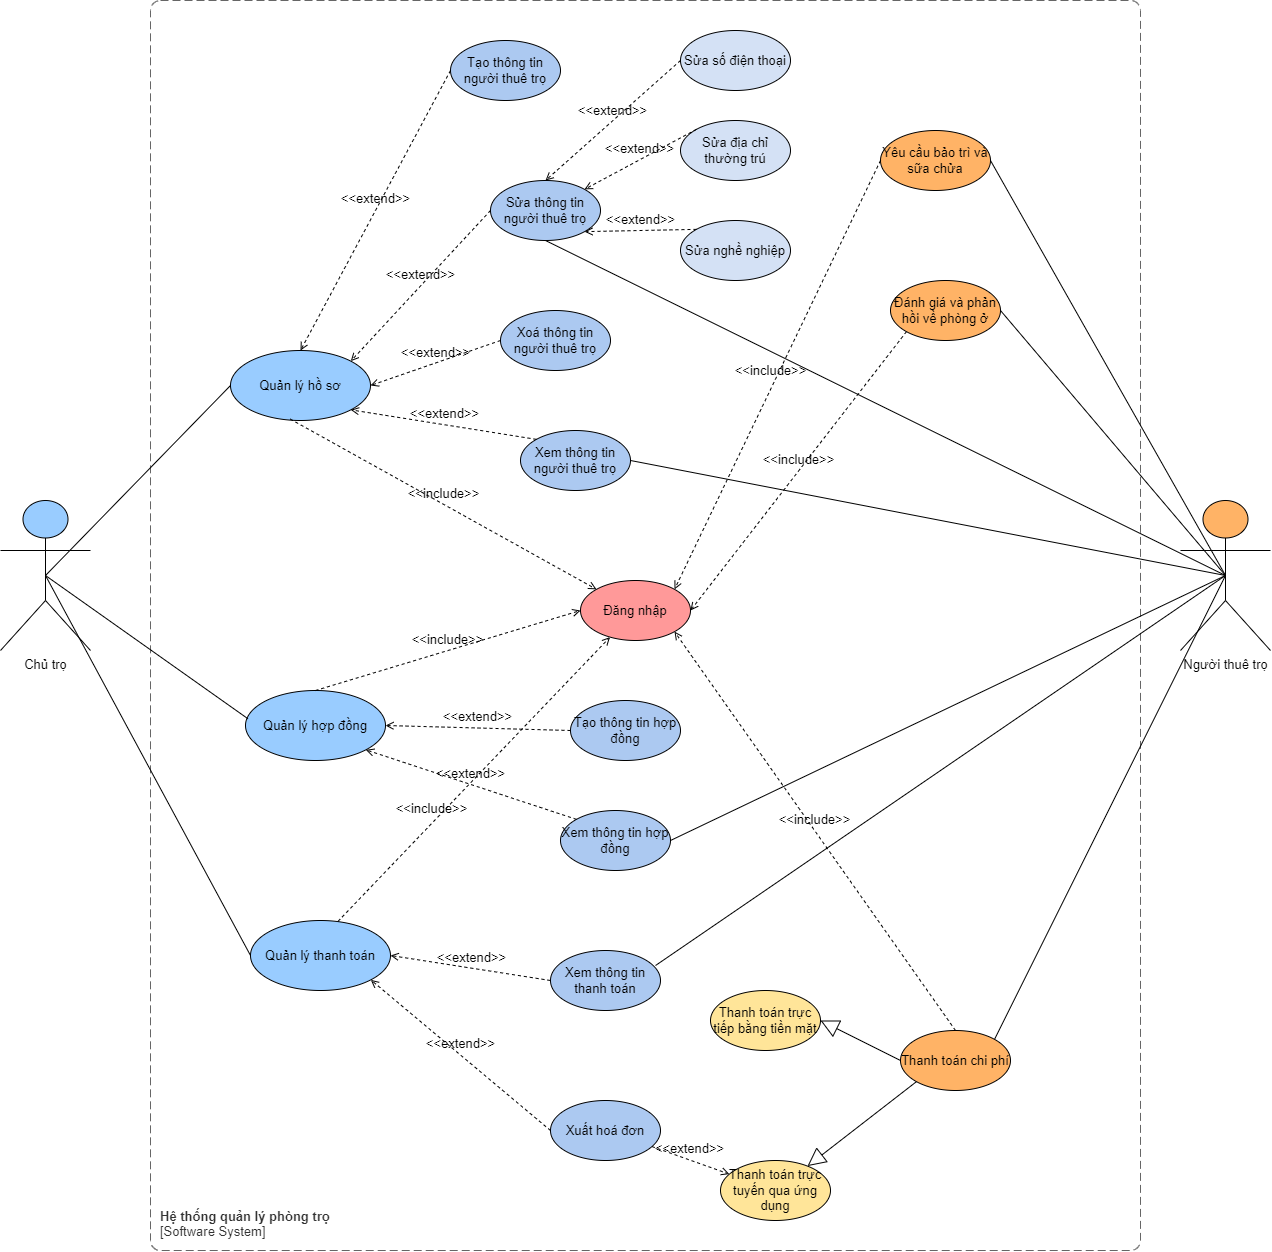 Tạo thông tin
người thuê trọ
Sửa số điện thoại
<<extend>>
Sửa địa chỉ
thường trú
<<extend>>
Yêu cầu bảo trì và
sữa chửa
<<extend>>
Sửa thông tin
người thuê trọ
<<extend>>
Sửa nghề nghiệp
<<extend>>
Đánh giá và phản
hồi về phòng ở
Xoá thông tin
người thuê trọ
<<extend>>
<<include>>
Quản lý hồ sơ
<<extend>>
Xem thông tin
người thuê trọ
<<include>>
<<include>>
Đăng nhập
<<include>>
Chủ trọ
Người thuê trọ
<<extend>>
Quản lý hợp đồng
Tạo thông tin hợp
đồng
<<extend>>
<<include>>
<<include>>
Xem thông tin hợp
đồng
Quản lý thanh toán
<<extend>>
Xem thông tin
thanh toán
Thanh toán trực
tiếp bằng tiền mặt
<<extend>>
Thanh toán chi phí
Xuất hoá đơn
<<extend>>
Thanh toán trực
tuyến qua ứng
dụng
Hệ thống quản lý phòng trọ
[Software System]